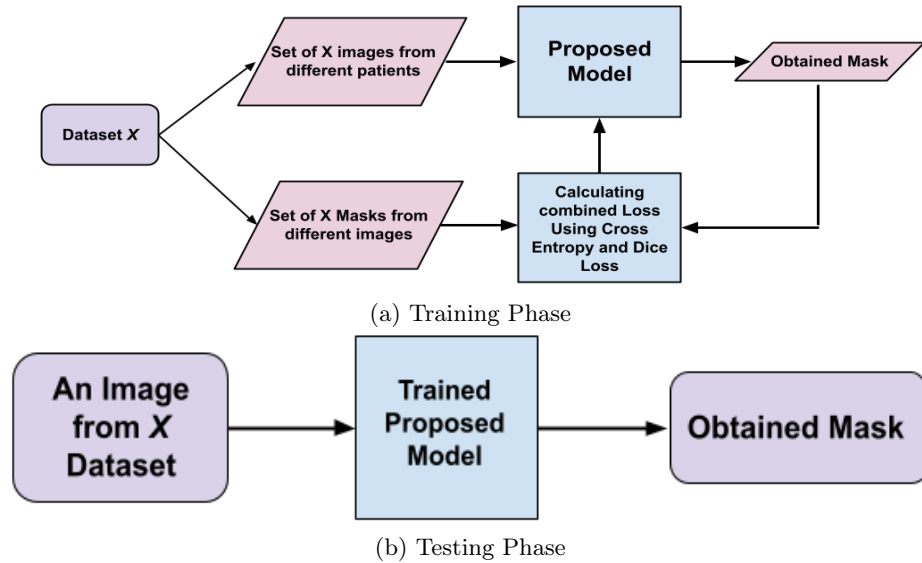 Set of X images from
different patients
Proposed
Model
Obtained Mask
Dataset X
Set of X Masks from
different images
Calculating
combined Loss
Using Cross
Entropy and Dice
Loss
(a) Training Phase
An Image
from X
Dataset
Trained
Proposed
Model
Obtained Mask
(b) Testing Phase